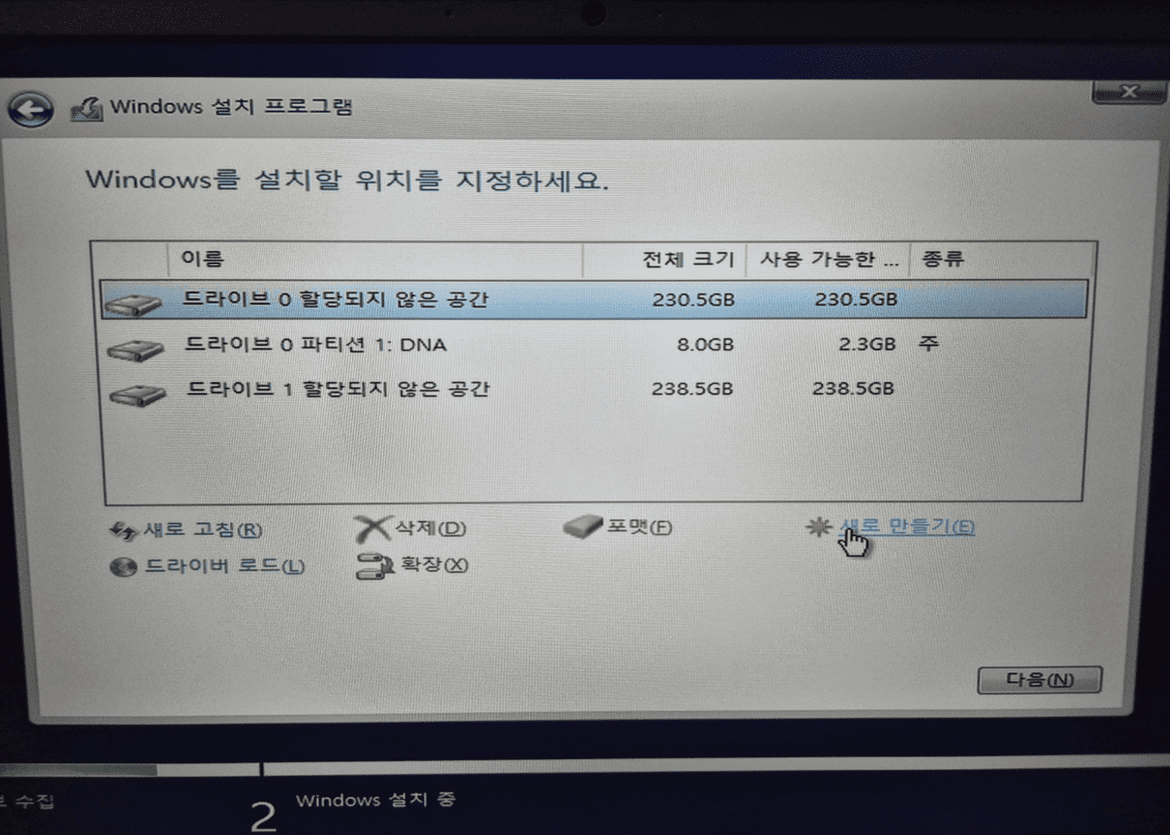 Windows 설치 프로그램
Windows를 설치할 위치를 지정하세요.
이름 전체 크기 사용 가능한 ... 종류
드라이브 0 할당되지 않은 공간 230.5GB 230.5GB
드라이브 0 파티션 1: DNA 8.0GB 2.3GB 주
드라이브 1 할당되지 않은 공간 238.5GB 238.5GB
새로 고침(R) 삭제(D) 포맷(F) 새로 만들기(E)
드라이버 로드(L) 확장(X)
다음(N)
수집 2 Windows 설치 중